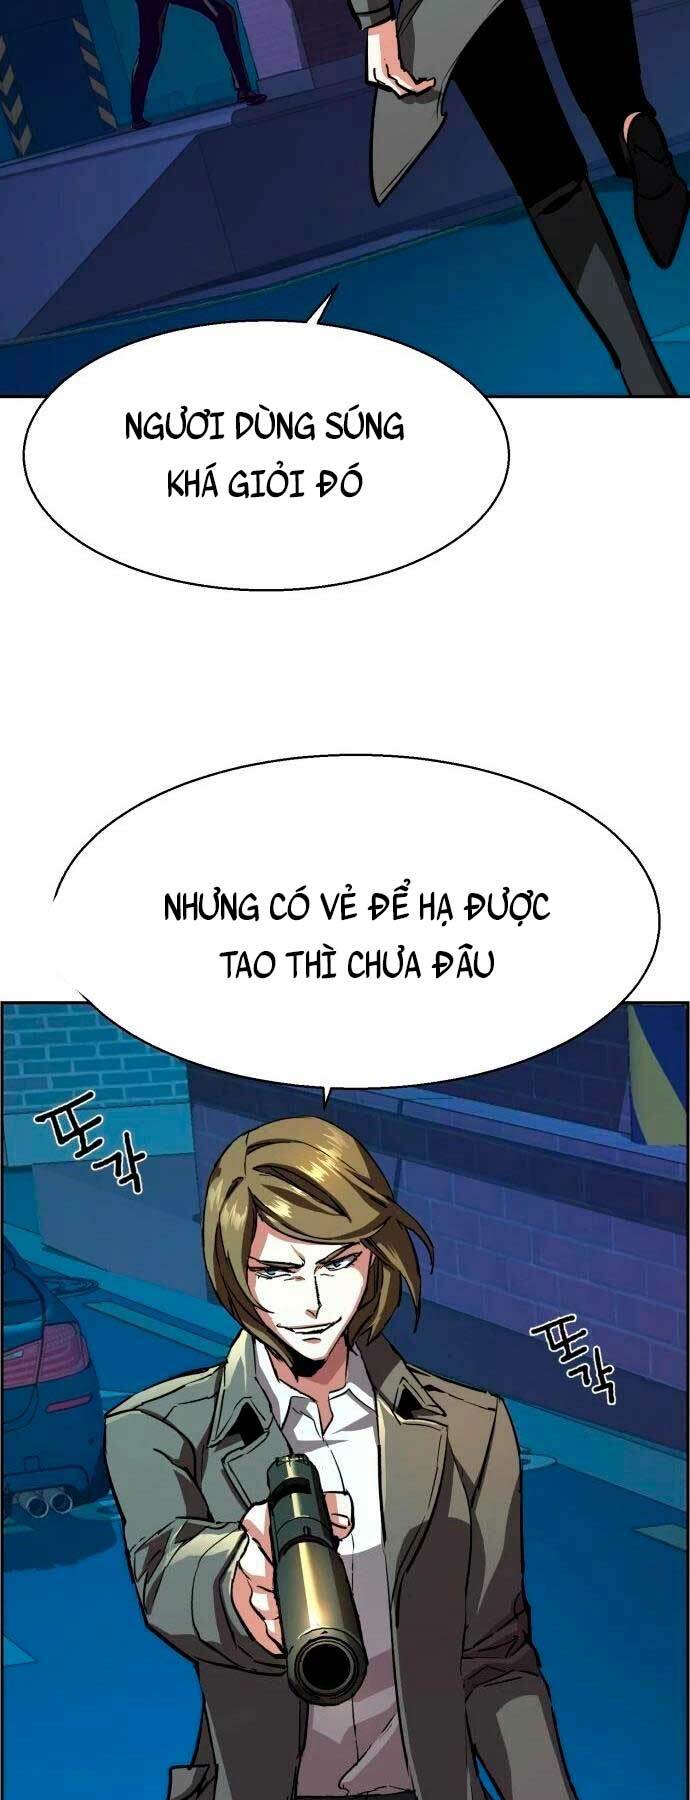 NGƯƠI DÙNG SÚNG
KHÁ GIỎI ĐÓ
NHƯNG CÓ VẺ ĐỂ HẠ ĐƯỢC
TAO THÌ CHƯA ĐÂU
또각
또각